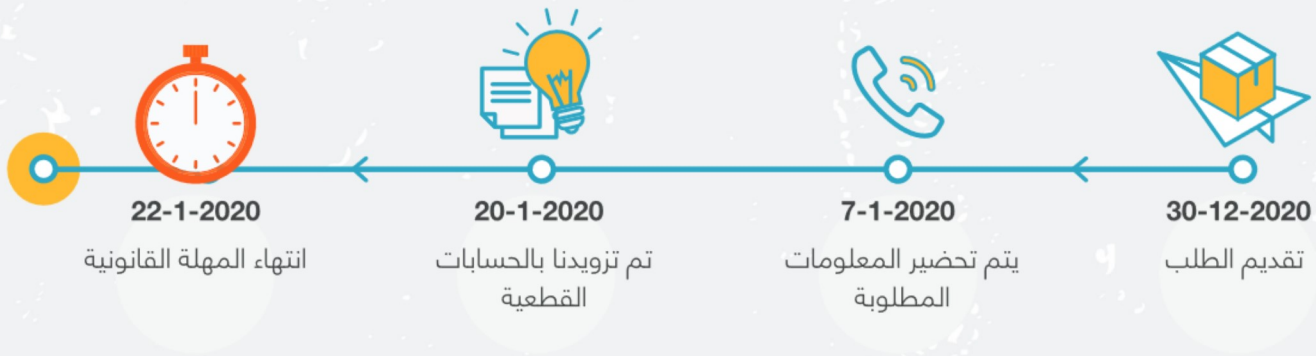 30-12-2020
تقديم الطلب
7-1-2020
يتم تحضير المعلومات
المطلوبة
20-1-2020
تم تزويدنا بالحسابات
القطعية
22-1-2020
انتهاء المهلة القانونية